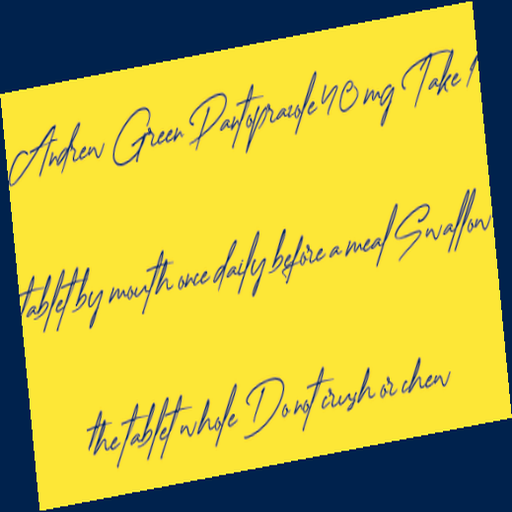 Andrew Green Pantoprazole 40 mg Take 1
tablet by mouth once daily before a meal Swallow
the tablet whole Do not crush or chew